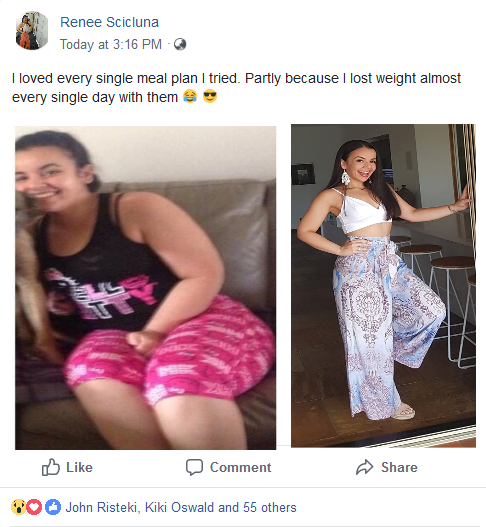 Renee Scicluna
Today at 3:16 PM
I loved every single meal plan I tried. Partly because I lost weight almost
every single day with them 😂 😎
Like
Comment
Share
John Risteki, Kiki Oswald and 55 others